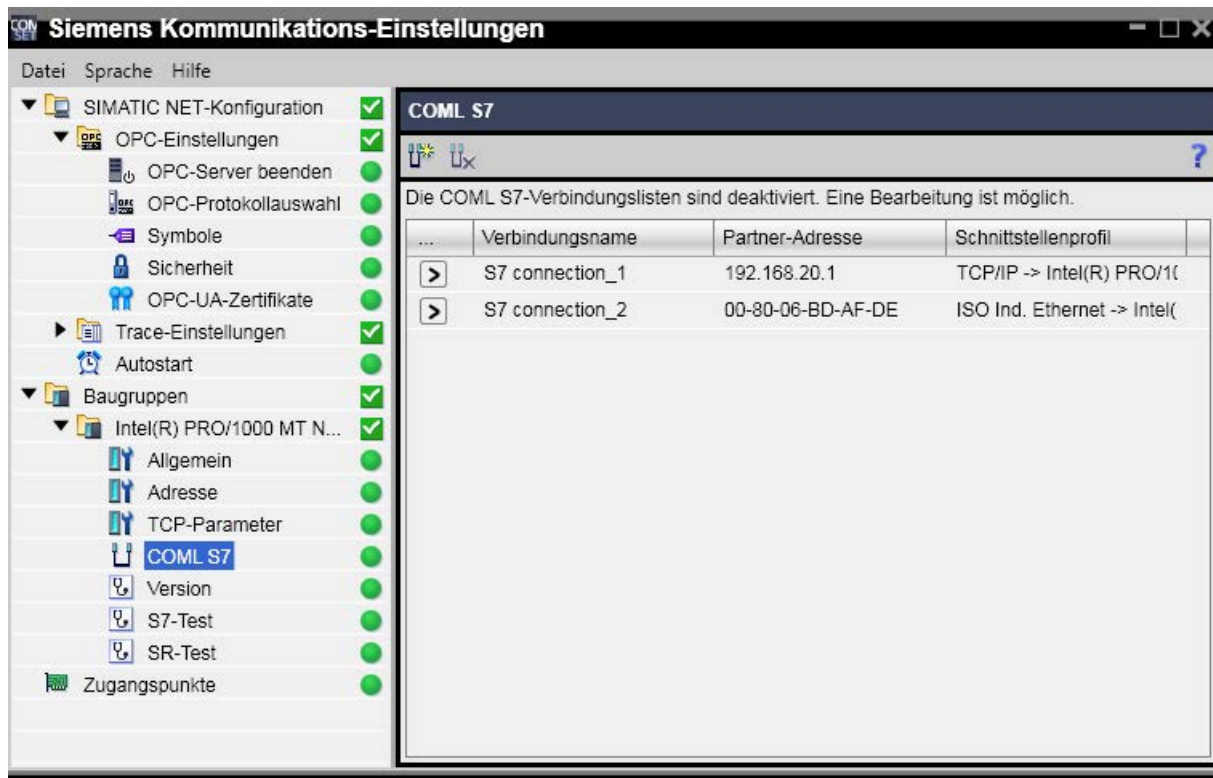 Siemens Kommunikations-Einstellungen
Datei Sprache Hilfe
SIMATIC NET-Konfiguration
OPC-Einstellungen
OPC-Server beenden
OPC-Protokollauswahl
Symbole
Sicherheit
OPC-UA-Zertifikate
Trace-Einstellungen
Autostart
Baugruppen
Intel(R) PRO/1000 MT N...
Allgemein
Adresse
TCP-Parameter
COML S7
Version
S7-Test
SR-Test
Zugangspunkte
COML S7
?
Die COML S7-Verbindungslisten sind deaktiviert. Eine Bearbeitung ist möglich.
... Verbindungsname Partner-Adresse Schnittstellenprofil
> S7 connection_1 192.168.20.1 TCP/IP -> Intel(R) PRO/1(
> S7 connection_2 00-80-06-BD-AF-DE ISO Ind. Ethernet -> Intel(